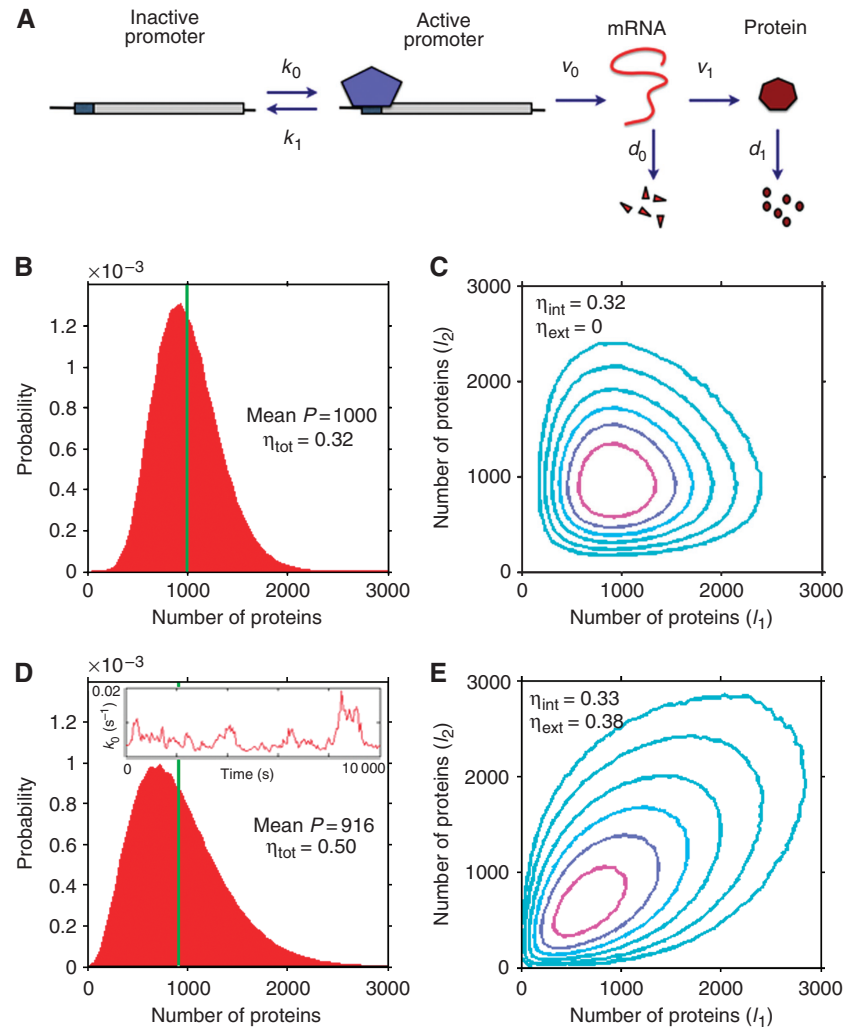 A
Inactive promoter
Active promoter
mRNA
Protein
k0
k1
v0
v1
d0
d1
B
×10−3
1.2
1
0.8
0.6
0.4
0.2
0
Probability
Mean P=1000
ηtot = 0.32
0 1000 2000 3000
Number of proteins
C
3000
2000
1000
0
Number of proteins (I2)
ηint = 0.32
ηext = 0
0 1000 2000 3000
Number of proteins (I1)
D
×10−3
1.2
1
0.8
0.6
0.4
0.2
0
Probability
0.02
k0 (s−1)
0
Time (s)
10 000
Mean P=916
ηtot = 0.50
0 1000 2000 3000
Number of proteins
E
3000
2000
1000
0
Number of proteins (I2)
ηint = 0.33
ηext = 0.38
0 1000 2000 3000
Number of proteins (I1)